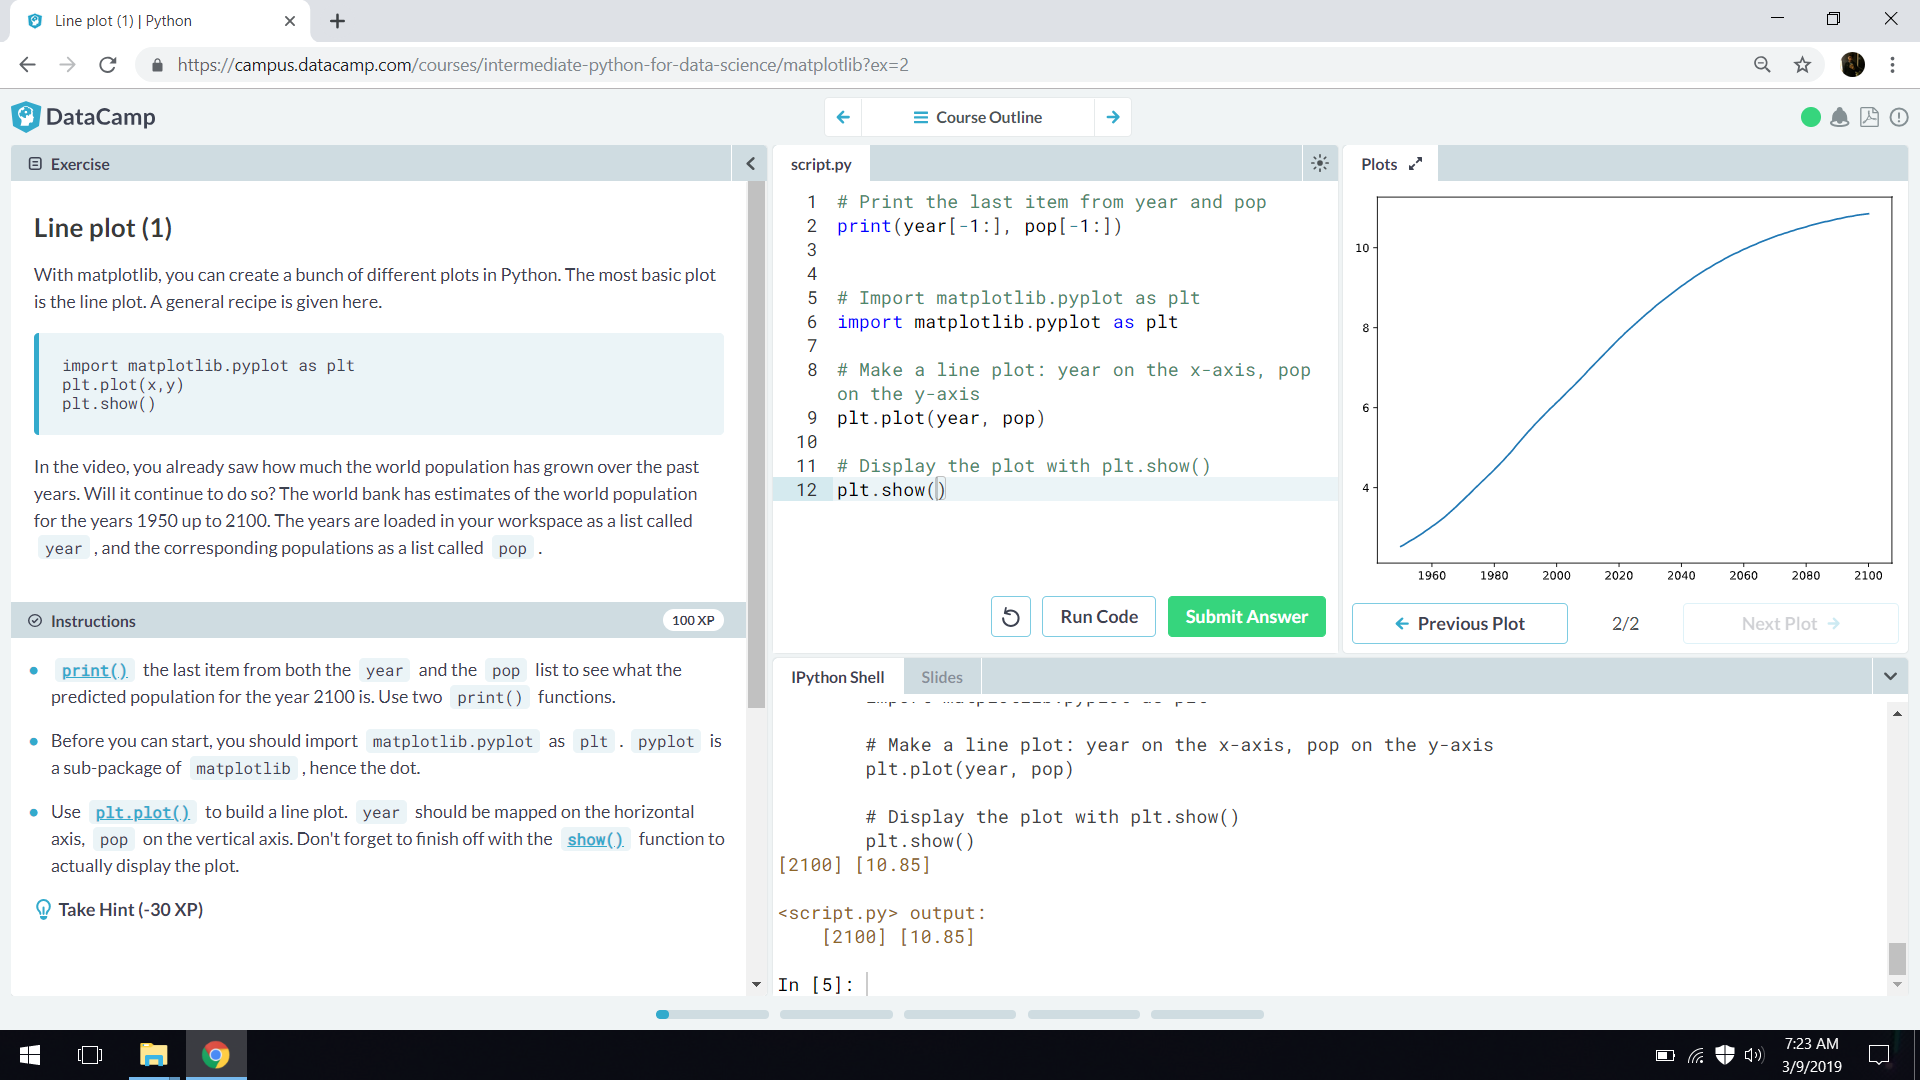 Line plot (1) | Python
https://campus.datacamp.com/courses/intermediate-python-for-data-science/matplotlib?ex=2
DataCamp
Course Outline
Exercise
Line plot (1)
With matplotlib, you can create a bunch of different plots in Python. The most basic plot
is the line plot. A general recipe is given here.
import matplotlib.pyplot as plt
plt.plot(x,y)
plt.show()
In the video, you already saw how much the world population has grown over the past
years. Will it continue to do so? The world bank has estimates of the world population
for the years 1950 up to 2100. The years are loaded in your workspace as a list called
year , and the corresponding populations as a list called pop .
Instructions
100 XP
print() the last item from both the year and the pop list to see what the
predicted population for the year 2100 is. Use two print() functions.
Before you can start, you should import matplotlib.pyplot as plt . pyplot is
a sub-package of matplotlib , hence the dot.
Use plt.plot() to build a line plot. year should be mapped on the horizontal
axis, pop on the vertical axis. Don't forget to finish off with the show() function to
actually display the plot.
Take Hint (-30 XP)
script.py
1 # Print the last item from year and pop
2 print(year[-1:], pop[-1:])
3
4
5 # Import matplotlib.pyplot as plt
6 import matplotlib.pyplot as plt
7
8 # Make a line plot: year on the x-axis, pop
on the y-axis
9 plt.plot(year, pop)
10
11 # Display the plot with plt.show()
12 plt.show()
Run Code
Submit Answer
Plots
10
8
6
4
1960 1980 2000 2020 2040 2060 2080 2100
Previous Plot
2/2
Next Plot
IPython Shell
Slides
import matplotlib.pyplot as plt
# Make a line plot: year on the x-axis, pop on the y-axis
plt.plot(year, pop)
# Display the plot with plt.show()
plt.show()
[2100] [10.85]
<script.py> output:
[2100] [10.85]
In [5]:
7:23 AM
3/9/2019